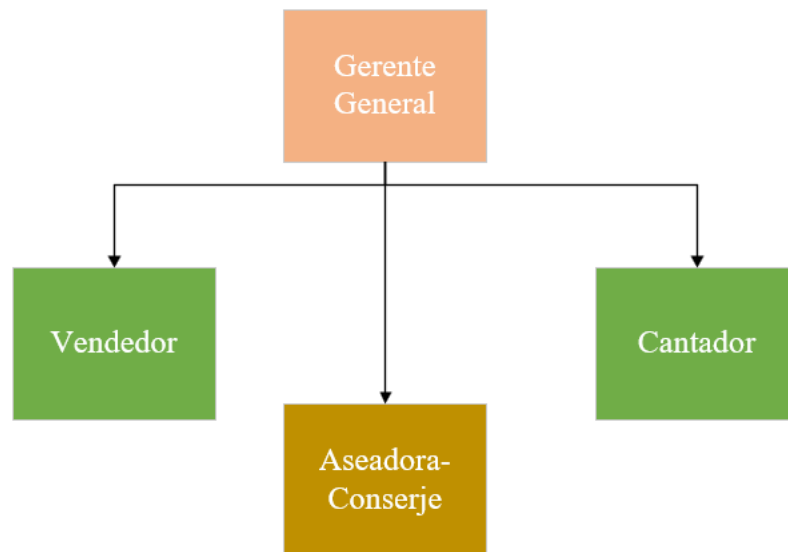 Gerente
General
Vendedor
Cantador
Aseadora-
Conserje